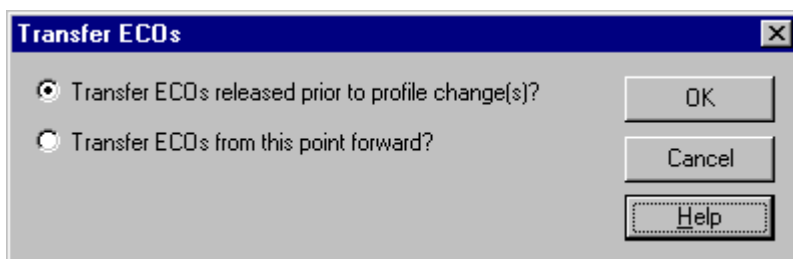 Transfer ECOs
Transfer ECOs released prior to profile change(s)?
OK
Transfer ECOs from this point forward?
Cancel
Help